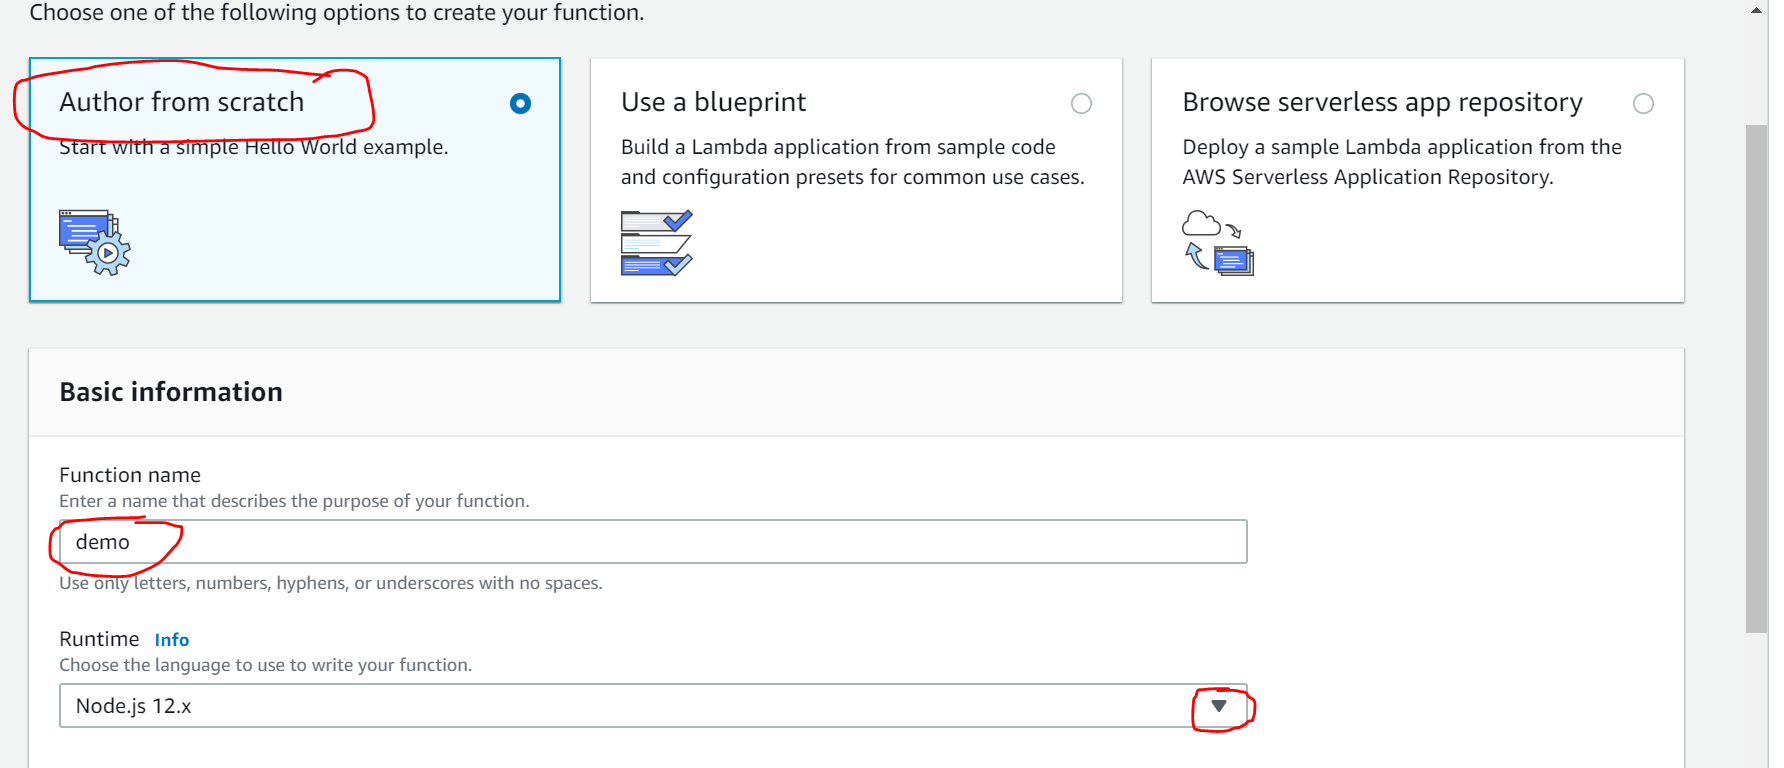 Choose one of the following options to create your function.
Author from scratch
Start with a simple Hello World example.
Use a blueprint
Build a Lambda application from sample code
and configuration presets for common use cases.
Browse serverless app repository
Deploy a sample Lambda application from the
AWS Serverless Application Repository.
Basic information
Function name
Enter a name that describes the purpose of your function.
demo
Use only letters, numbers, hyphens, or underscores with no spaces.
Runtime Info
Choose the language to use to write your function.
Node.js 12.x